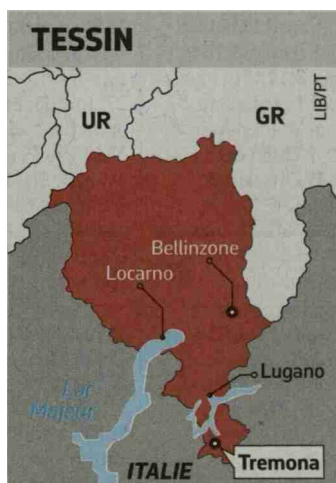 TESSIN
LIB/PT
UR
GR
Bellinzone
Locarno
Lugano
Lac
Majeur
Tremona
ITALIE